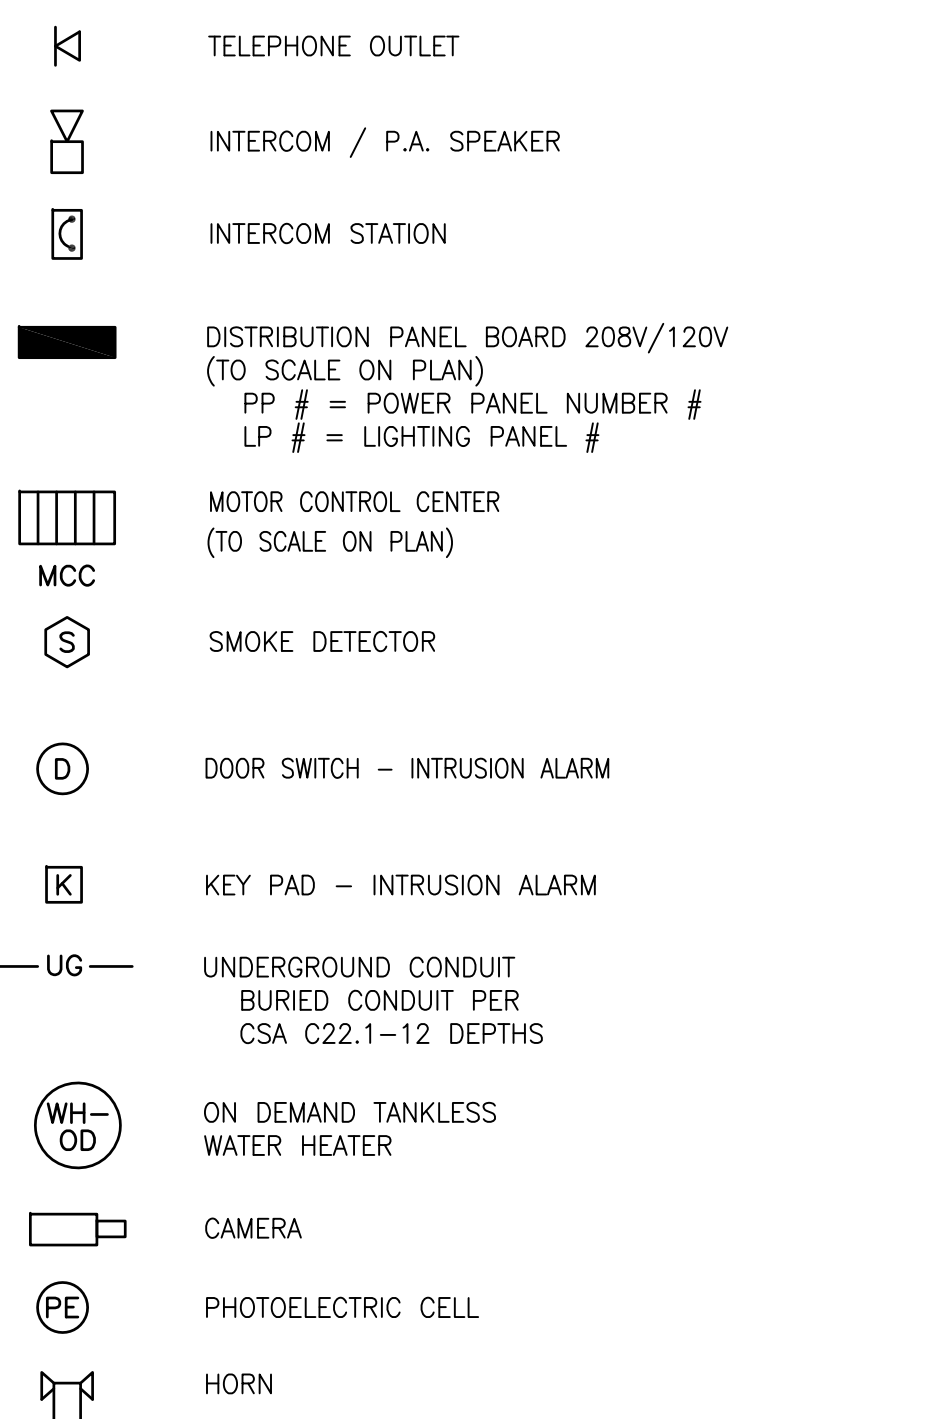 TELEPHONE OUTLET
INTERCOM / P.A. SPEAKER
INTERCOM STATION
DISTRIBUTION PANEL BOARD 208V/120V
(TO SCALE ON PLAN)
PP # = POWER PANEL NUMBER #
LP # = LIGHTING PANEL #
MOTOR CONTROL CENTER
(TO SCALE ON PLAN)
MCC
S SMOKE DETECTOR
D DOOR SWITCH – INTRUSION ALARM
K KEY PAD – INTRUSION ALARM
UG UNDERGROUND CONDUIT
BURIED CONDUIT PER
CSA C22.1–12 DEPTHS
WH– ON DEMAND TANKLESS
OD WATER HEATER
CAMERA
PE PHOTOELECTRIC CELL
HORN